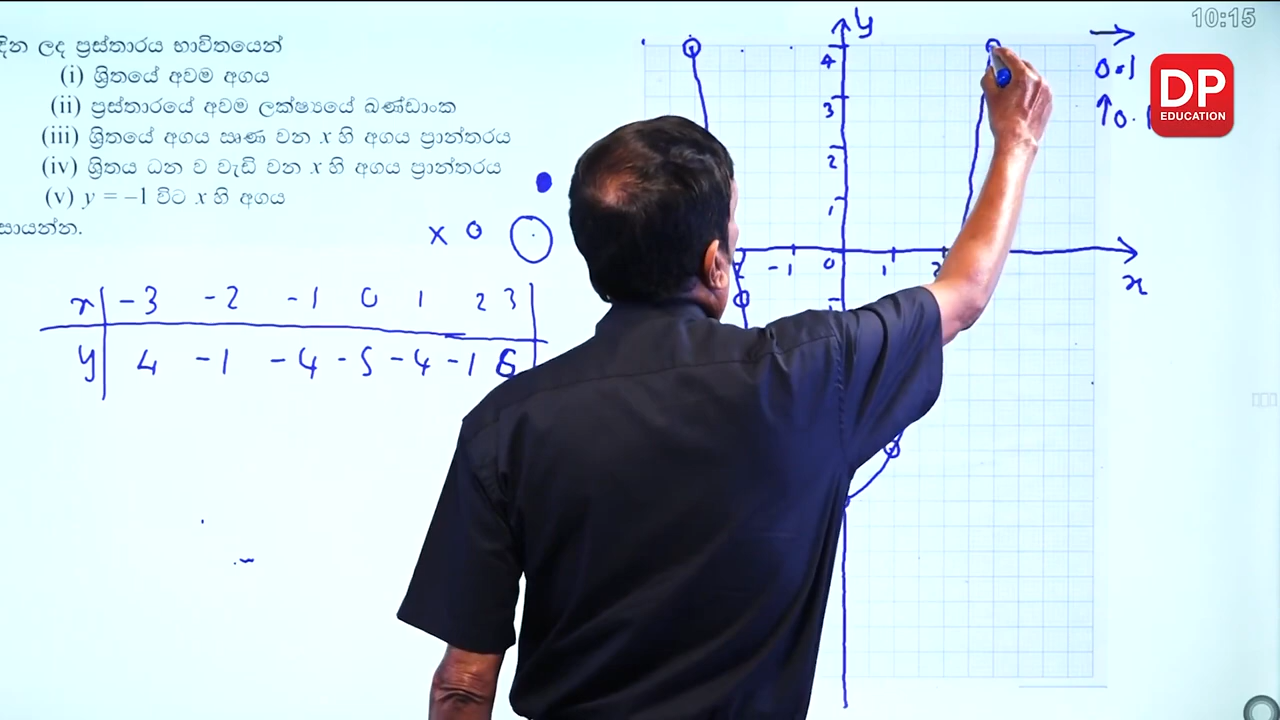 දින ලද ප්‍රස්තාරය භාවිතයෙන්
(i) ශ්‍රිතයේ අවම අගය
(ii) ප්‍රස්තාරයේ අවම ලක්ෂ්‍යයේ ඛණ්ඩාංක
(iii) ශ්‍රිතයේ අගය ඍණ වන x හි අගය ප්‍රාන්තරය
(iv) ශ්‍රිතය ධන ව වැඩි වන x හි අගය ප්‍රාන්තරය
(v) y = –1 විට x හි අගය
සොයන්න.
x -3 -2 -1 0 1 2 3
y 4 -1 -4 -5 -4 -1
y
4
3
2
1
-1 0 1 2
x
0.1
10:15
DP
EDUCATION